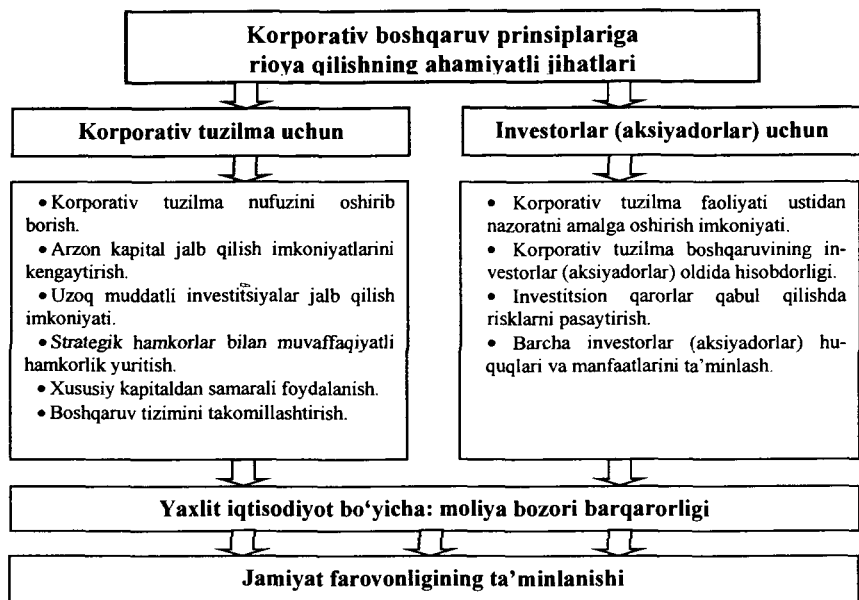 Korporativ boshqaruv prinsiplariga
rioya qilishning ahamiyatli jihatlari
Korporativ tuzilma uchun
Investorlar (aksiyadorlar) uchun
• Korporativ tuzilma nufuzini oshirib
borish.
• Arzon kapital jalb qilish imkoniyatlarini
kengaytirish.
• Uzoq muddatli investitsiyalar jalb qilish
imkoniyati.
• Strategik hamkorlar bilan muvaffaqiyatli
hamkorlik yuritish.
• Xususiy kapitaldan samarali foydalanish.
• Boshqaruv tizimini takomillashtirish.
• Korporativ tuzilma faoliyati ustidan
nazoratni amalga oshirish imkoniyati.
• Korporativ tuzilma boshqaruvining in-
vestorlar (aksiyadorlar) oldida hisobdorligi.
• Investitsion qarorlar qabul qilishda
risklarni pasaytirish.
• Barcha investorlar (aksiyadorlar) hu-
quqlari va manfaatlarini ta’minlash.
Yaxlit iqtisodiyot bo‘yicha: moliya bozori barqarorligi
Jamiyat farovonligining ta’minlanishi